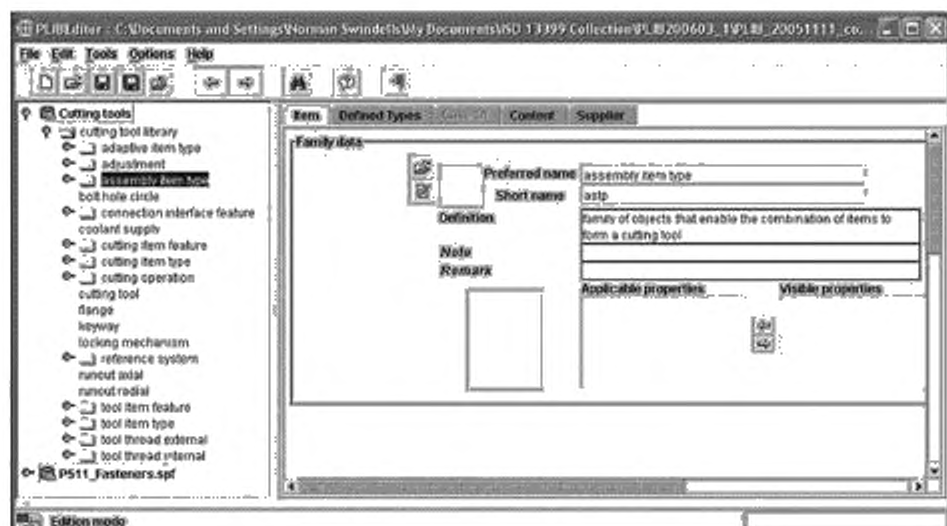 PLIBEditor : C:\Documents and Settings\Norman Swindells\My Documents\ISO 13399 Collection\PLIB200603_1\PLIB_20051111_co...
File Edit Tools Options Help
Cutting tools
cutting tool library
adaptive item type
adjustment
assembly item type
bolt hole circle
connection interface feature
coolant supply
cutting item feature
cutting item type
cutting operation
cutting tool
flange
keyway
locking mechanism
reference system
runout axial
runout radial
tool item feature
tool item type
tool thread external
tool thread internal
P511_Fasteners.spf
Item Defined Types Content Supplier
Family data
Preferred name assembly item type
Short name astp
Definition family of objects that enable the combination of items to
form a cutting tool
Note
Remark
Applicable properties Visible properties
Edition mode